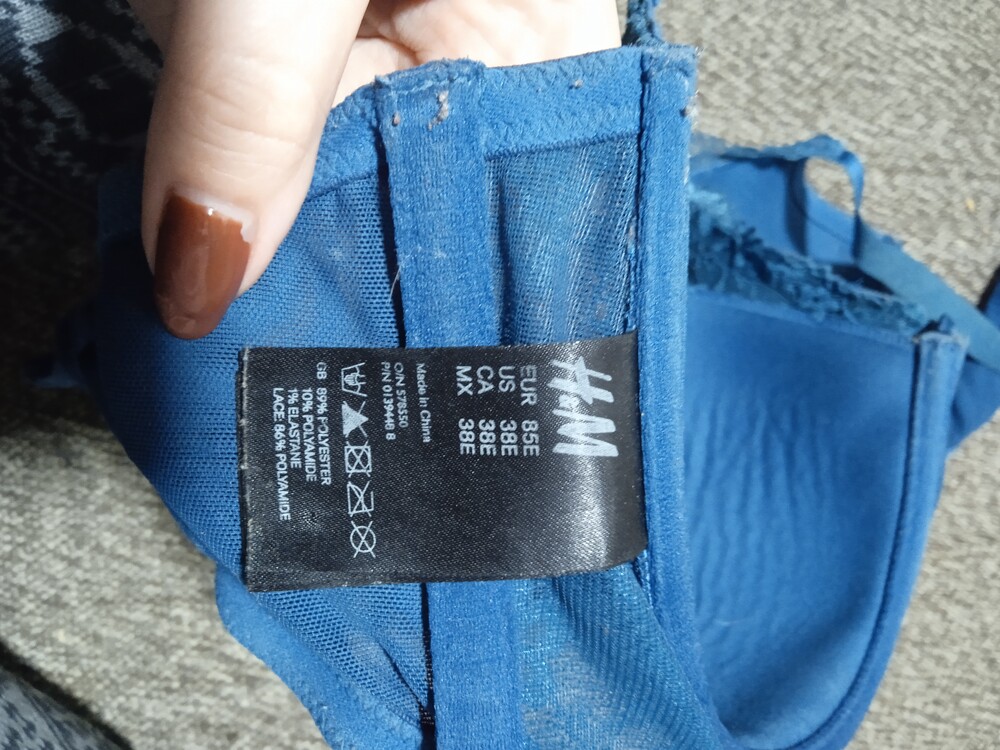 H&M
EUR 85E
US 38E
CA 38E
MX 38E
Made in China
O/N 578550
P/N 0139448 8
GB 89% POLYESTER
10% POLYAMIDE
1% ELASTANE
LACE: 86% POLYAMIDE